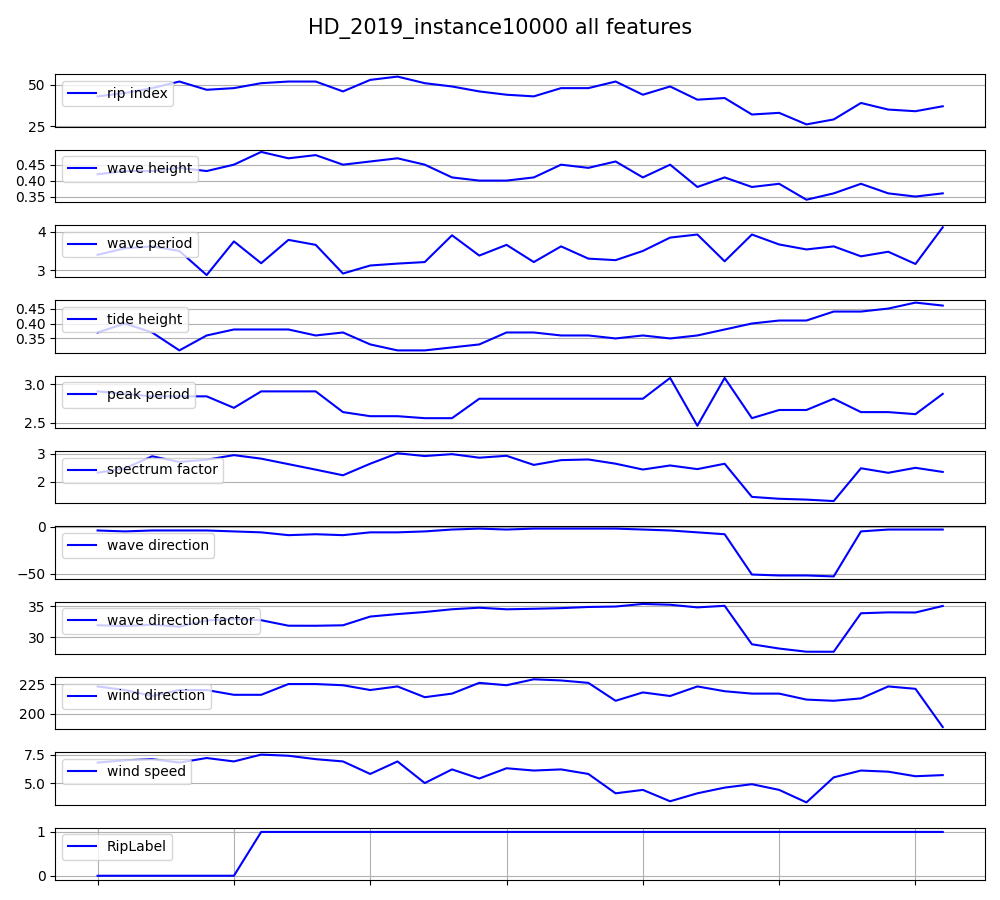 HD_2019_instance10000 all features
50
25
rip index
0.45
0.40
0.35
wave height
4
3
wave period
0.45
0.40
0.35
tide height
3.0
2.5
peak period
3
2
spectrum factor
0
−50
wave direction
35
30
wave direction factor
225
200
wind direction
7.5
5.0
wind speed
1
0
RipLabel